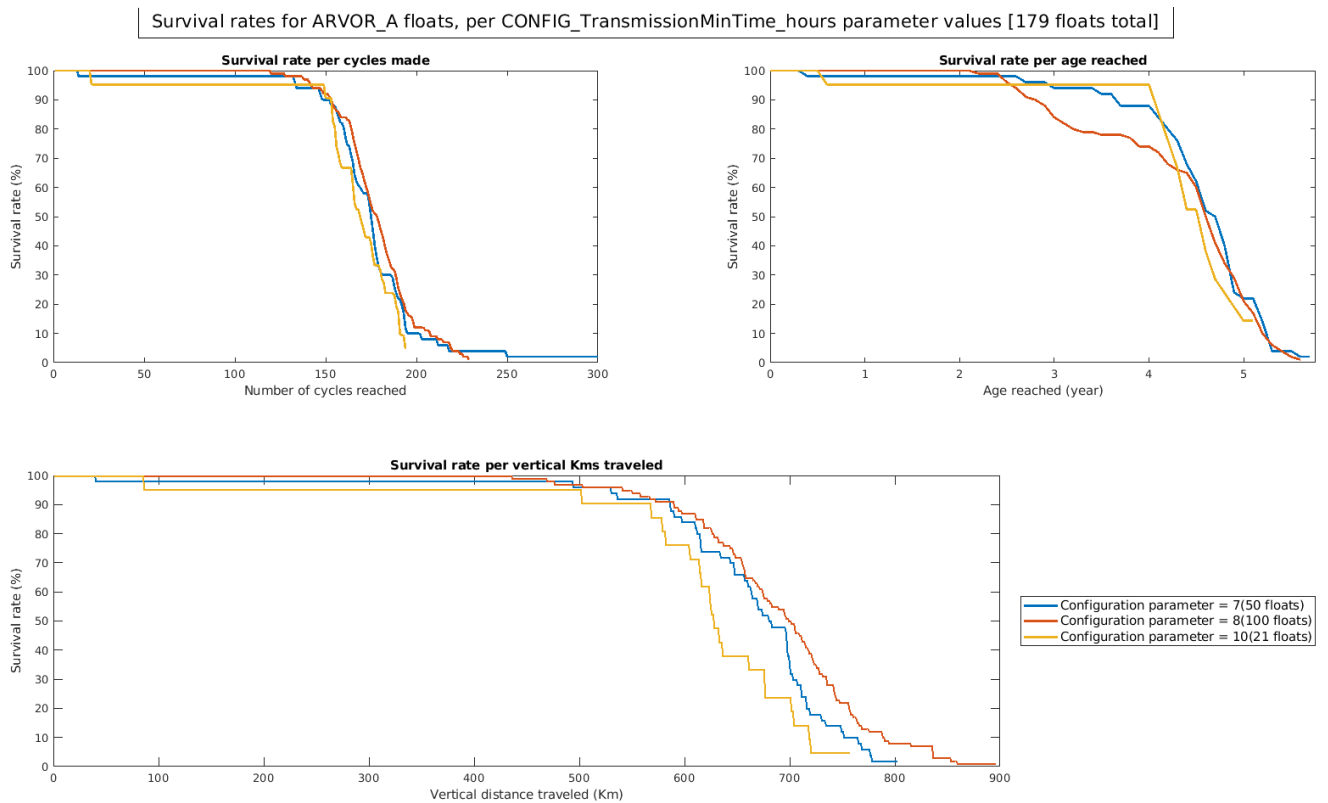 Survival rates for ARVOR_A floats, per CONFIG_TransmissionMinTime_hours parameter values [179 floats total]
Survival rate per cycles made
100
90
80
70
60
50
40
30
20
10
0
Survival rate (%)
0 50 100 150 200 250 300
Number of cycles reached
Survival rate per age reached
100
90
80
70
60
50
40
30
20
10
0
Survival rate (%)
0 1 2 3 4 5
Age reached (year)
Survival rate per vertical Kms traveled
100
90
80
70
60
50
40
30
20
10
0
Survival rate (%)
0 100 200 300 400 500 600 700 800 900
Vertical distance traveled (Km)
Configuration parameter = 7(50 floats)
Configuration parameter = 8(100 floats)
Configuration parameter = 10(21 floats)